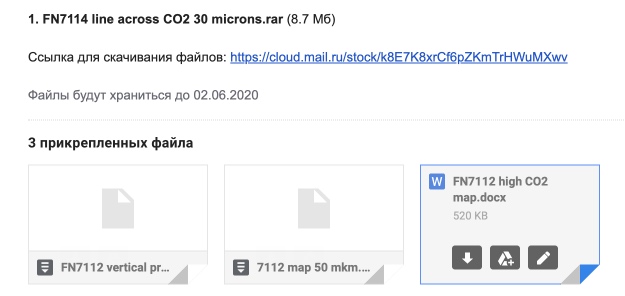 1. FN7114 line across CO2 30 microns.rar (8.7 Мб)
Ссылка для скачивания файлов: https://cloud.mail.ru/stock/k8E7K8xrCf6pZKmTrHWuMXwv
Файлы будут храниться до 02.06.2020
3 прикрепленных файла
FN7112 vertical pr...
7112 map 50 mkm....
W
FN7112 high CO2
map.docx
520 KB